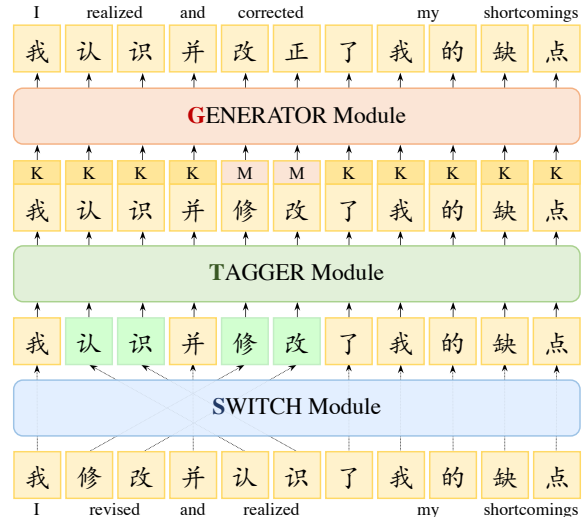 I realized and corrected my shortcomings
我 认 识 并 改 正 了 我 的 缺 点
GENERATOR Module
K K K K M M K K K K K
我 认 识 并 修 改 了 我 的 缺 点
TAGGER Module
我 认 识 并 修 改 了 我 的 缺 点
SWITCH Module
我 修 改 并 认 识 了 我 的 缺 点
I revised and realized my shortcomings